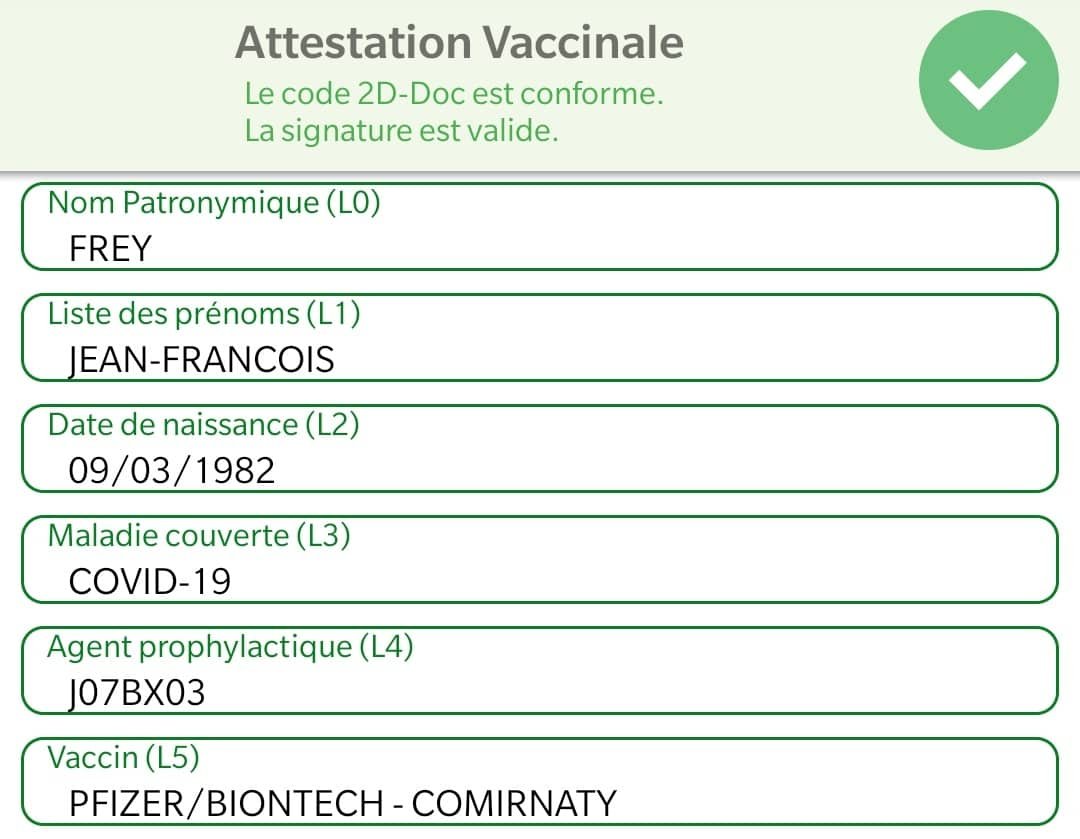 Attestation Vaccinale
Le code 2D-Doc est conforme.
La signature est valide.
Nom Patronymique (L0)
FREY
Liste des prénoms (L1)
JEAN-FRANCOIS
Date de naissance (L2)
09/03/1982
Maladie couverte (L3)
COVID-19
Agent prophylactique (L4)
J07BX03
Vaccin (L5)
PFIZER/BIONTECH - COMIRNATY